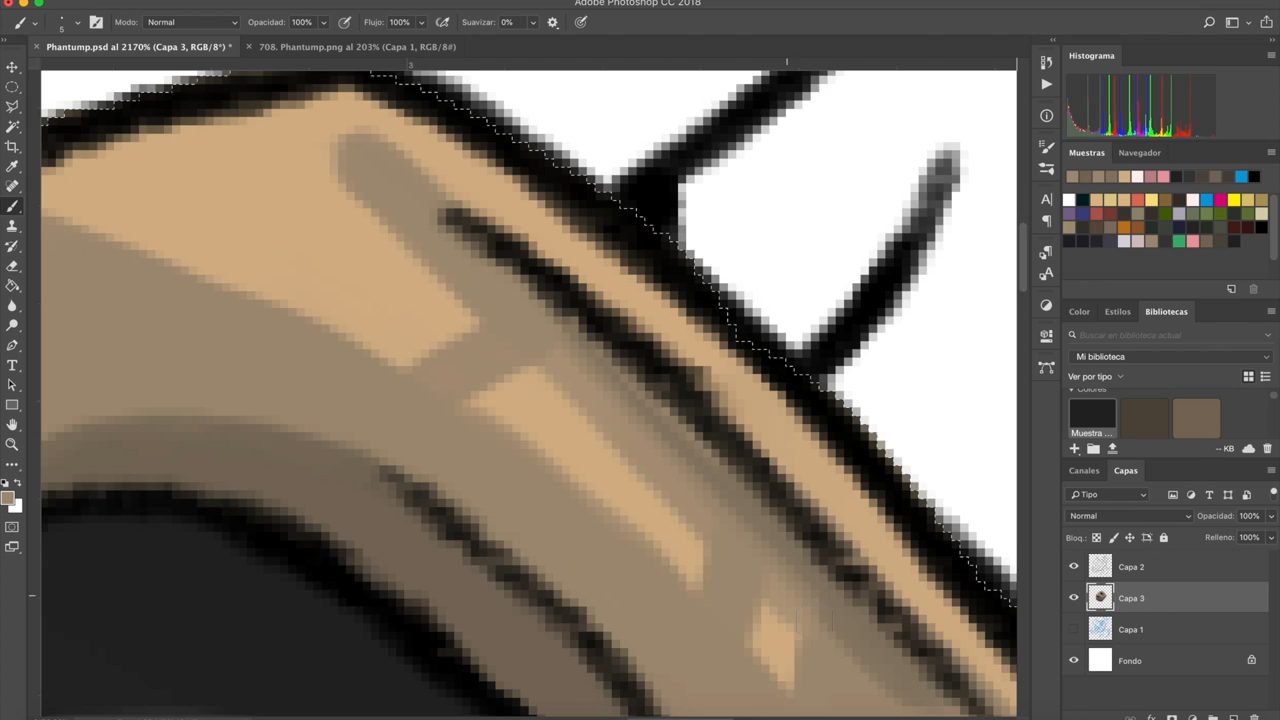 Adobe Photoshop CC 2018
5
Modo: Normal
Opacidad: 100%
Flujo: 100%
Suavizar: 0%
Phantump.psd al 2170% (Capa 3, RGB/8*) *
708. Phantump.png al 203% (Capa 1, RGB/8#)
3
Histograma
Muestras
Navegador
Color
Estilos
Bibliotecas
Buscar en biblioteca actual
Mi biblioteca
Ver por tipo
Colores
Muestra ...
-- KB
Canales
Capas
Tipo
Normal
Opacidad: 100%
Bloq.:
Relleno: 100%
Capa 2
Capa 3
Capa 1
Fondo